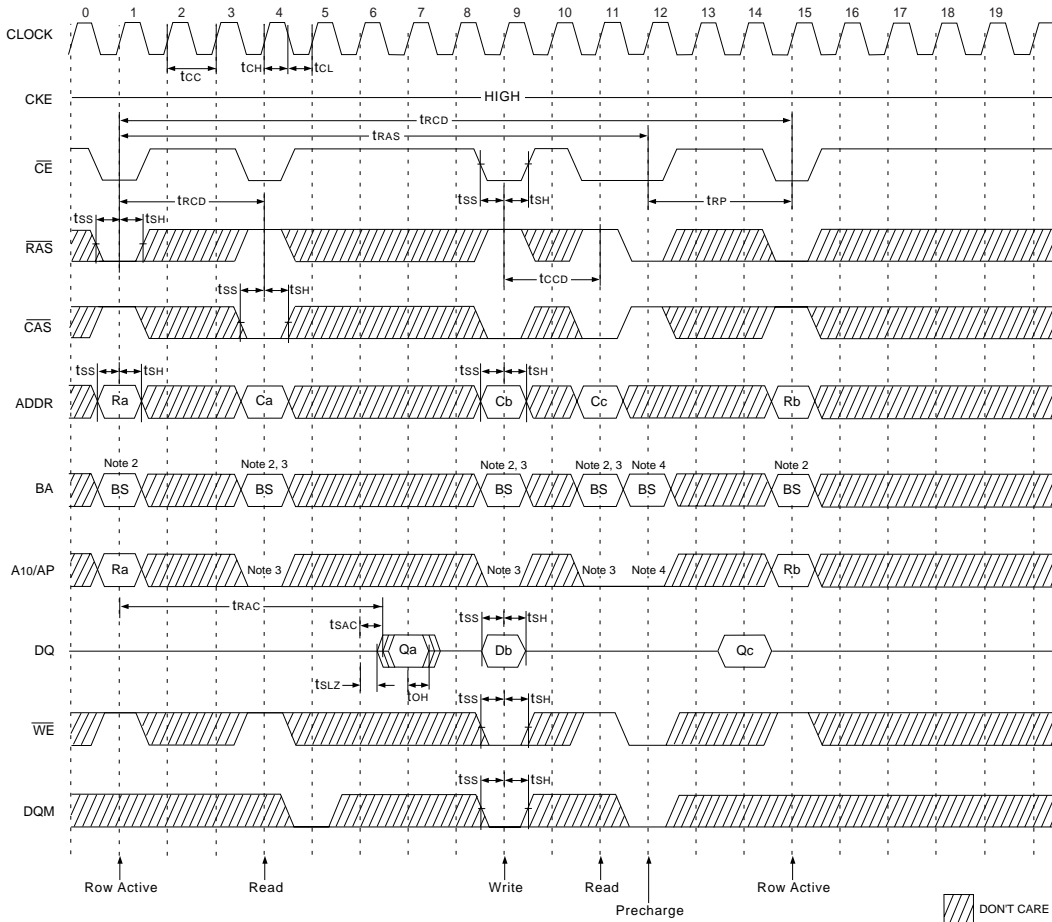 0 1 2 3 4 5 6 7 8 9 10 11 12 13 14 15 16 17 18 19
CLOCK
tCC
tCH
tCL
CKE
HIGH
tRCD
tRAS
CE
tRCD
tSS
tSH
tRP
tSS
tSH
RAS
tCCD
tSS
tSH
CAS
tSS
tSH
tSS
tSH
ADDR
Ra
Ca
Cb
Cc
Rb
Note 2
Note 2, 3
Note 2, 3
Note 2, 3
Note 4
Note 2
BA
BS
BS
BS
BS
BS
BS
A10/AP
Ra
Note 3
Note 3
Note 3
Note 4
Rb
tRAC
tSAC
tSS
tSH
DQ
Qa
Db
Qc
tSLZ
tOH
tSS
tSH
WE
tSS
tSH
DQM
Row Active
Read
Write
Read
Row Active
Precharge
DON'T CARE